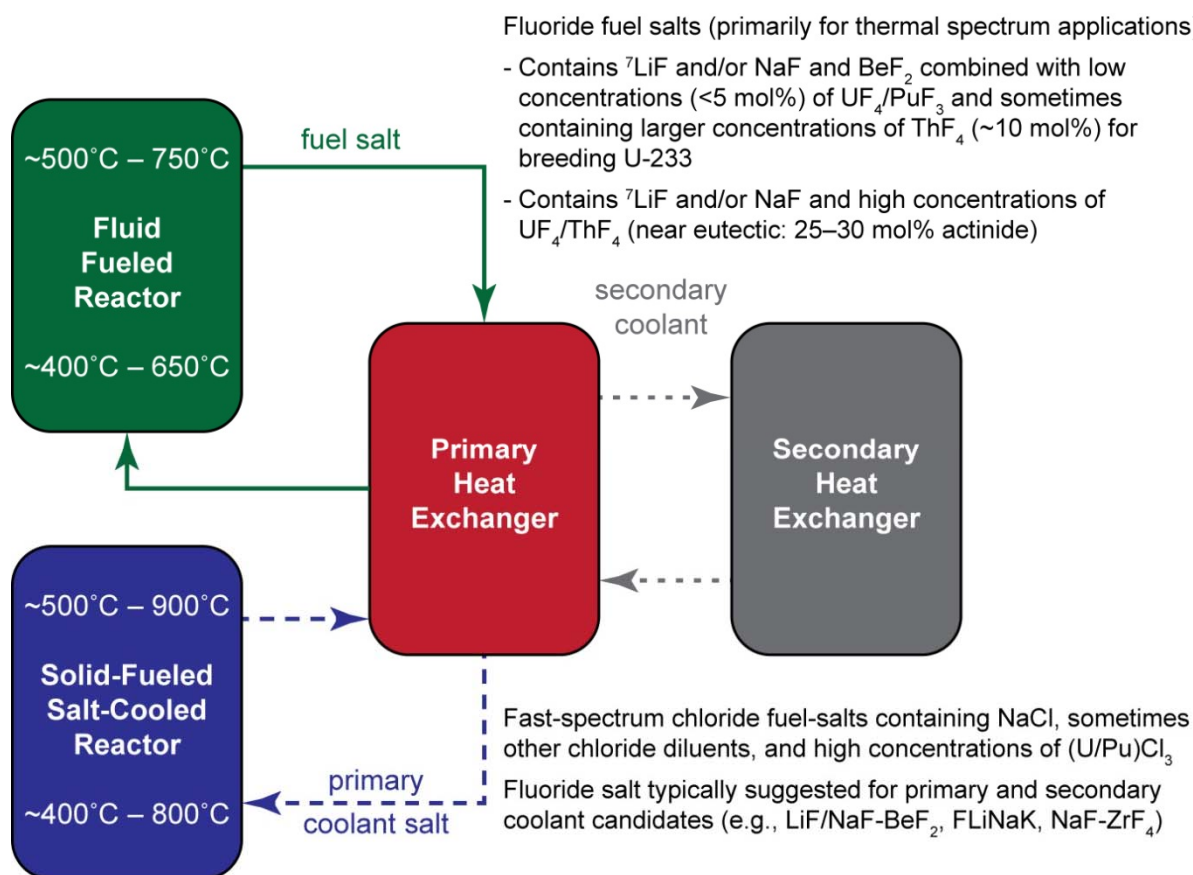 Fluoride fuel salts (primarily for thermal spectrum applications
- Contains ⁷LiF and/or NaF and BeF₂ combined with low
concentrations (<5 mol%) of UF₄/PuF₃ and sometimes
containing larger concentrations of ThF₄ (~10 mol%) for
breeding U-233
- Contains ⁷LiF and/or NaF and high concentrations of
UF₄/ThF₄ (near eutectic: 25–30 mol% actinide)
~500˚C – 750˚C
Fluid
Fueled
Reactor
~400˚C – 650˚C
fuel salt
secondary
coolant
Primary
Heat
Exchanger
Secondary
Heat
Exchanger
~500˚C – 900˚C
Solid-Fueled
Salt-Cooled
Reactor
~400˚C – 800˚C
primary
coolant salt
Fast-spectrum chloride fuel-salts containing NaCl, sometimes
other chloride diluents, and high concentrations of (U/Pu)Cl₃
Fluoride salt typically suggested for primary and secondary
coolant candidates (e.g., LiF/NaF-BeF₂, FLiNaK, NaF-ZrF₄)